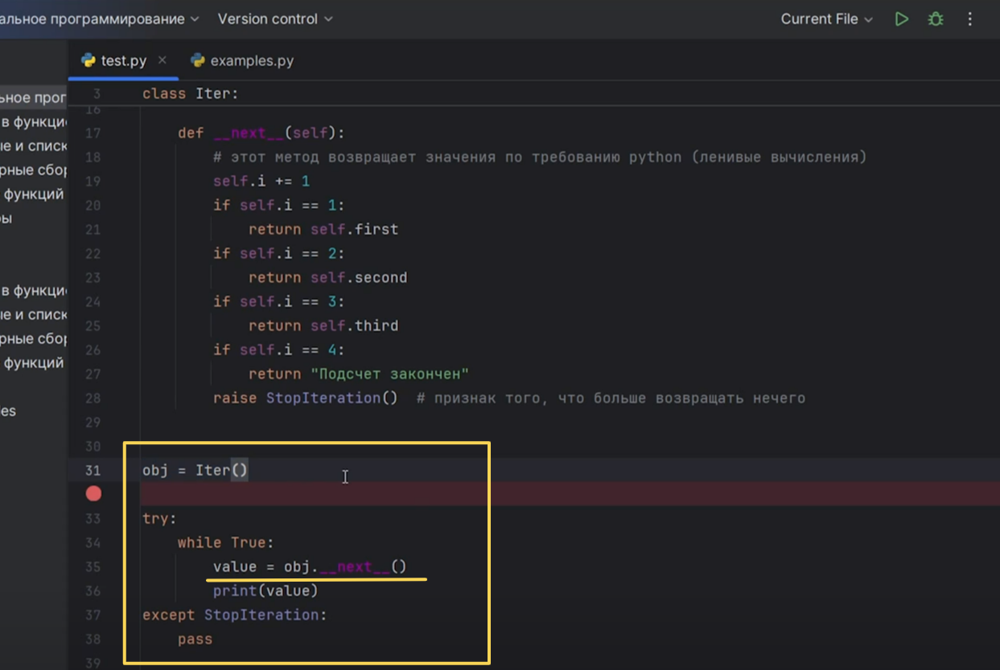 альное программирование Version control Current File
test.py examples.py
3 class Iter:
16
17 def __next__(self):
18 # этот метод возвращает значения по требованию python (ленивые вычисления)
19 self.i += 1
20 if self.i == 1:
21 return self.first
22 if self.i == 2:
23 return self.second
24 if self.i == 3:
25 return self.third
26 if self.i == 4:
27 return "Подсчет закончен"
28 raise StopIteration() # признак того, что больше возвращать нечего
29
30
31 obj = Iter()
33 try:
34 while True:
35 value = obj.__next__()
36 print(value)
37 except StopIteration:
38 pass
39
ьное прог
в функци
ые и списк
рные сбор
функций
ры
в функци
ые и списк
рные сбор
функций
es